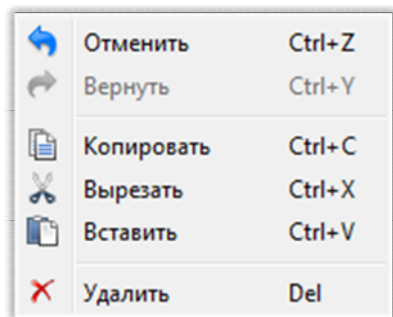 Отменить Ctrl+Z
Вернуть Ctrl+Y
Копировать Ctrl+C
Вырезать Ctrl+X
Вставить Ctrl+V
Удалить Del